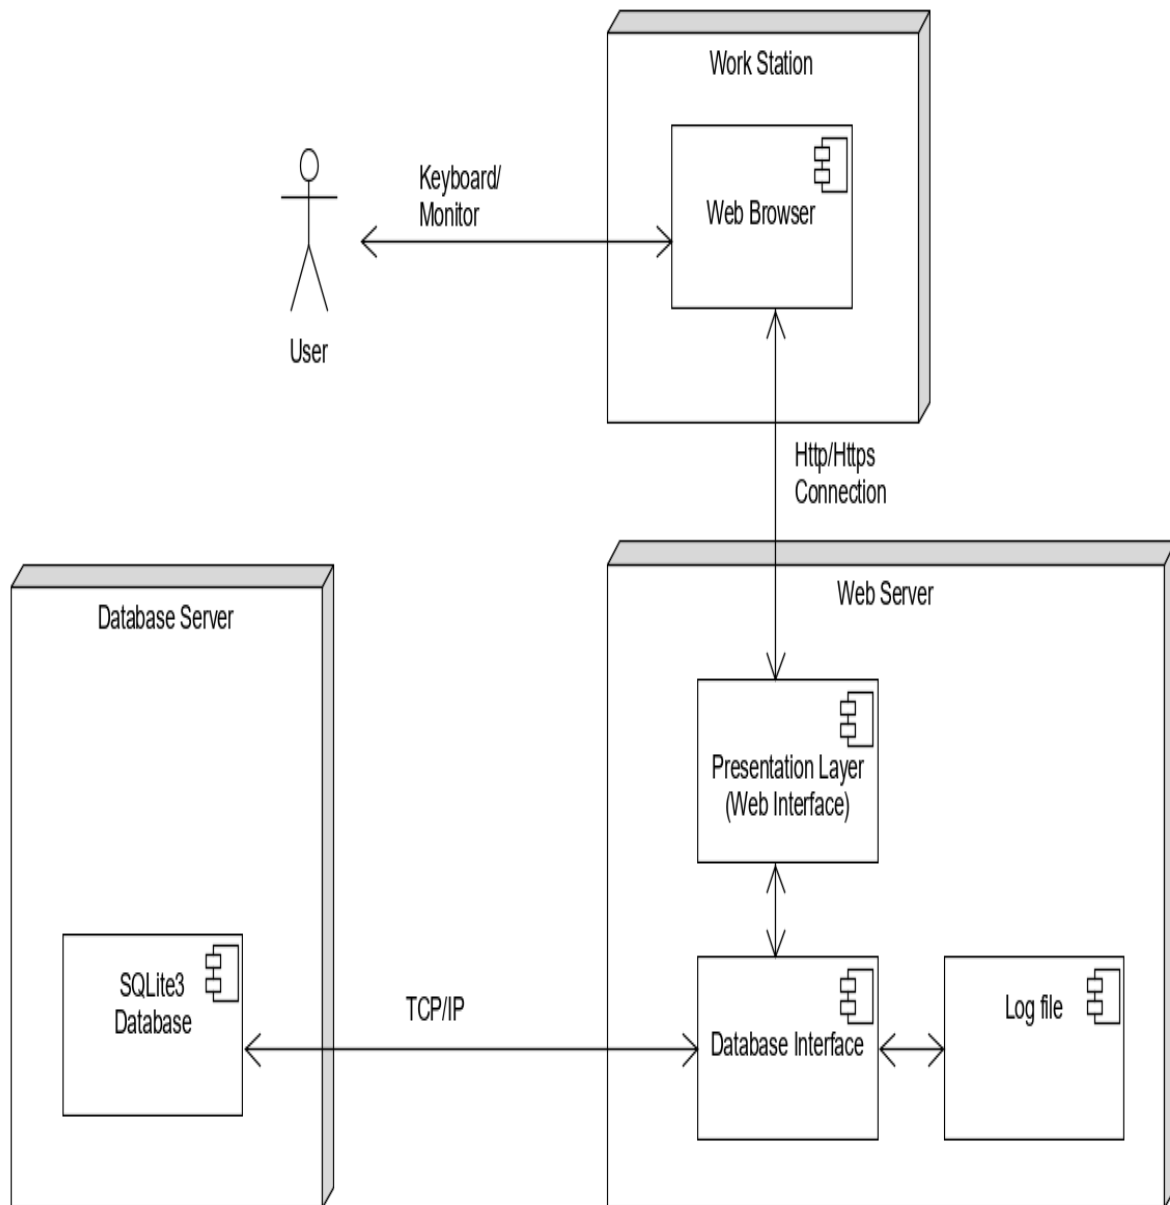 Work Station
Keyboard/
Monitor
Web Browser
User
Http/Https
Connection
Database Server
Web Server
Presentation Layer
(Web Interface)
SQLite3
Database
TCP/IP
Database Interface
Log file